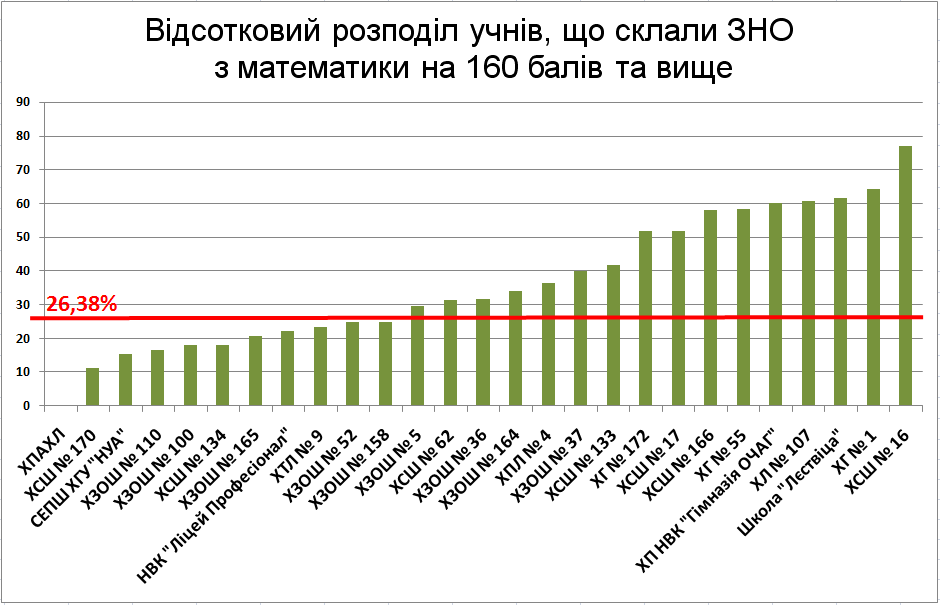 Відсотковий розподіл учнів, що склали ЗНО
з математики на 160 балів та вище
90
80
70
60
50
40
30
20
10
0
26,38%
ХПАХЛ
ХСШ № 170
СЕПШ ХГУ "НУА"
ХЗОШ № 110
ХЗОШ № 100
ХСШ № 134
ХЗОШ № 165
НВК "Ліцей Професіонал"
ХТЛ № 9
ХЗОШ № 52
ХЗОШ № 158
ХЗОШ № 5
ХСШ № 62
ХЗОШ № 36
ХЗОШ № 164
ХПЛ № 4
ХЗОШ № 37
ХСШ № 133
ХГ № 172
ХСШ № 17
ХСШ № 166
ХГ № 55
ХП НВК "Гімназія ОЧАГ"
ХЛ № 107
Школа "Лєствіца"
ХГ № 1
ХСШ № 16